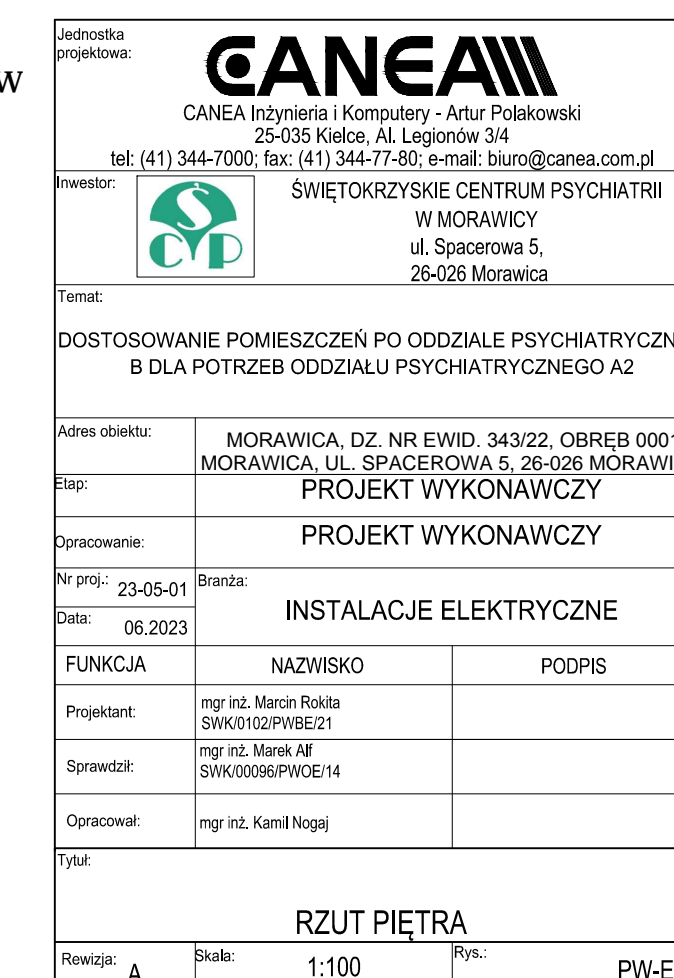 w
Jednostka
projektowa:
CANEA
CANEA Inżynieria i Komputery - Artur Polakowski
25-035 Kielce, Al. Legionów 3/4
tel: (41) 344-7000; fax: (41) 344-77-80; e-mail: biuro@canea.com.pl
Inwestor:
Ś
C P
ŚWIĘTOKRZYSKIE CENTRUM PSYCHIATRII
W MORAWICY
ul. Spacerowa 5,
26-026 Morawica
Temat:
DOSTOSOWANIE POMIESZCZEŃ PO ODDZIALE PSYCHIATRYCZN
B DLA POTRZEB ODDZIAŁU PSYCHIATRYCZNEGO A2
Adres obiektu:
MORAWICA, DZ. NR EWID. 343/22, OBRĘB 0001
MORAWICA, UL. SPACEROWA 5, 26-026 MORAWI
Etap:
PROJEKT WYKONAWCZY
Opracowanie:
PROJEKT WYKONAWCZY
Nr proj.: 23-05-01
Branża:
INSTALACJE ELEKTRYCZNE
Data: 06.2023
FUNKCJA NAZWISKO PODPIS
Projektant:
mgr inż. Marcin Rokita
SWK/0102/PWBE/21
Sprawdził:
mgr inż. Marek Alf
SWK/00096/PWOE/14
Opracował:
mgr inż. Kamil Nogaj
Tytuł:
RZUT PIĘTRA
Rewizja: A
Skala: 1:100
Rys.: PW-E